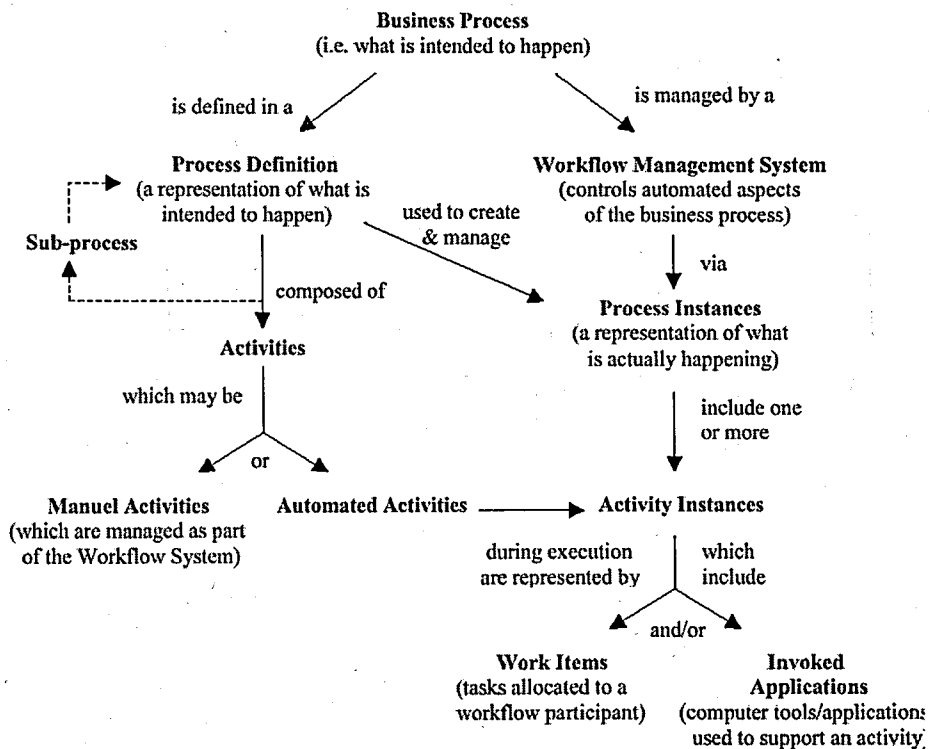 Business Process
(i.e. what is intended to happen)
is defined in a
is managed by a
Process Definition
(a representation of what is
intended to happen)
Workflow Management System
(controls automated aspects
of the business process)
used to create
& manage
Sub-process
via
composed of
Process Instances
(a representation of what
is actually happening)
Activities
which may be
include one
or more
or
Manuel Activities
(which are managed as part
of the Workflow System)
Automated Activities
Activity Instances
during execution
are represented by
which
include
and/or
Work Items
(tasks allocated to a
workflow participant)
Invoked
Applications
(computer tools/applications
used to support an activity)